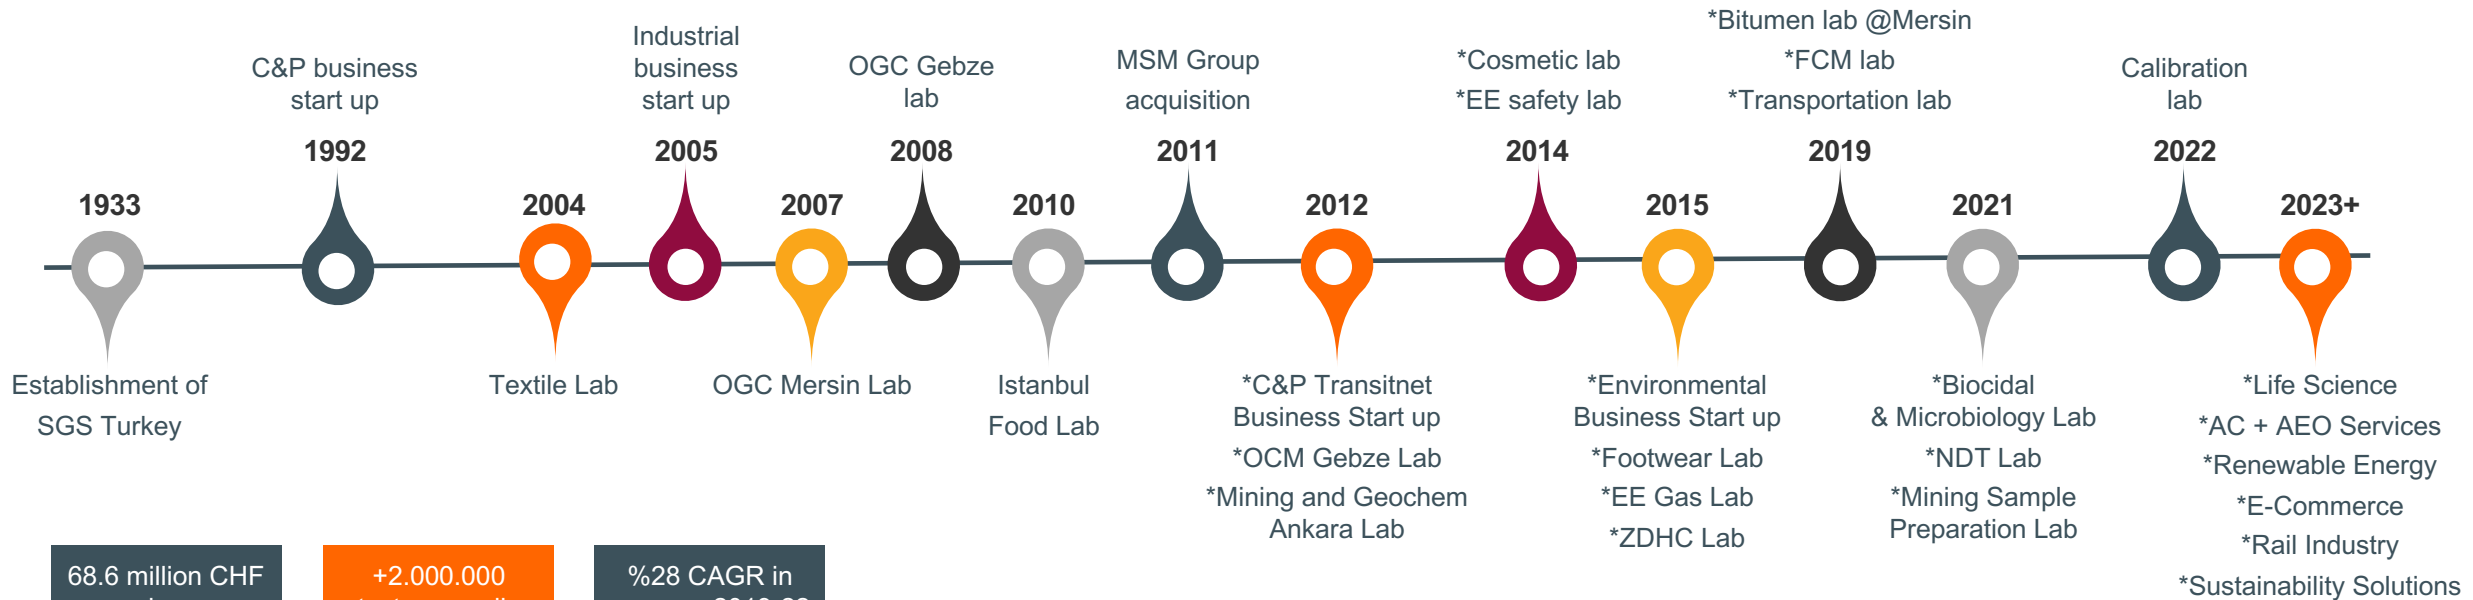 1933
Establishment of
SGS Turkey
C&P business
start up
1992
2004
Textile Lab
Industrial
business
start up
2005
2007
OGC Mersin Lab
OGC Gebze
lab
2008
2010
Istanbul
Food Lab
MSM Group
acquisition
2011
2012
*C&P Transitnet
Business Start up
*OCM Gebze Lab
*Mining and Geochem
Ankara Lab
*Cosmetic lab
*EE safety lab
2014
2015
*Environmental
Business Start up
*Footwear Lab
*EE Gas Lab
*ZDHC Lab
*Bitumen lab @Mersin
*FCM lab
*Transportation lab
2019
2021
*Biocidal
& Microbiology Lab
*NDT Lab
*Mining Sample
Preparation Lab
Calibration
lab
2022
2023+
*Life Science
*AC + AEO Services
*Renewable Energy
*E-Commerce
*Rail Industry
*Sustainability Solutions
68.6 million CHF
+2.000.000
%28 CAGR in